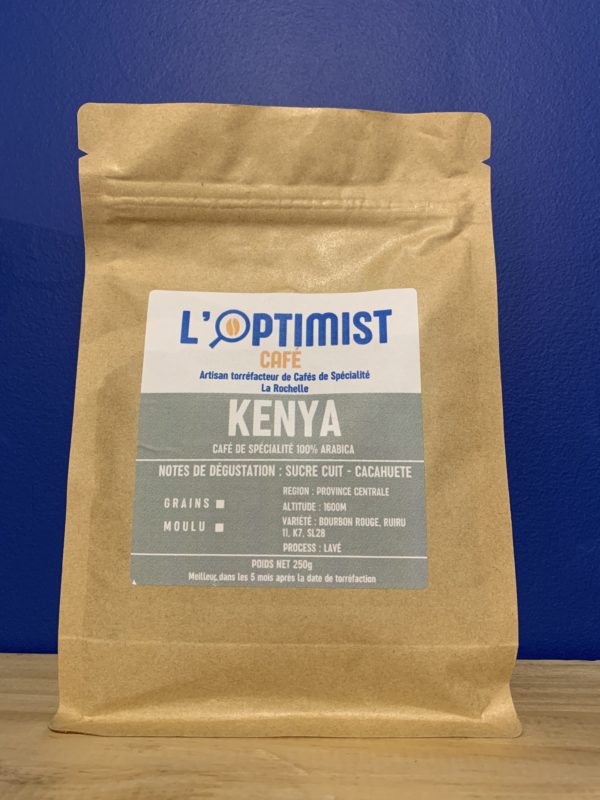 L'OPTIMIST
CAFÉ
Artisan torréfacteur de Cafés de Spécialité
La Rochelle
KENYA
CAFÉ DE SPÉCIALITÉ 100% ARABICA
NOTES DE DÉGUSTATION : SUCRE CUIT - CACAHUETE
GRAINS
MOULU
REGION : PROVINCE CENTRALE
ALTITUDE : 1600M
VARIÉTÉ : BOURBON ROUGE, RUIRU
11, K7, SL28
PROCESS : LAVÉ
POIDS NET 250g
Meilleur dans les 5 mois après la date de torréfaction